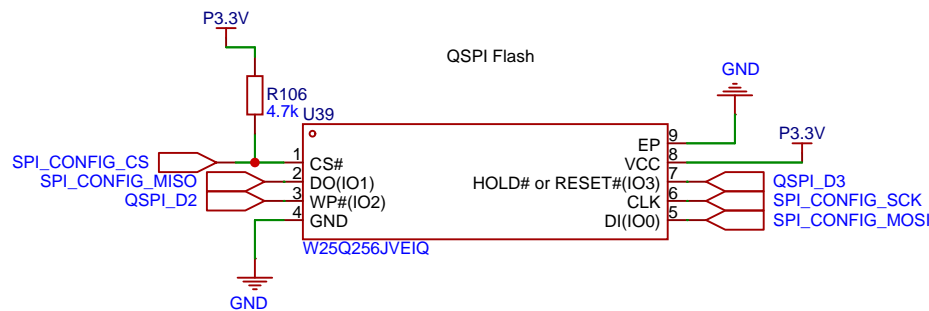 P3.3V
QSPI Flash
GND
R106
4.7k
U39
P3.3V
EP 9
SPI_CONFIG_CS 1 CS# VCC 8
SPI_CONFIG_MISO 2 DO(IO1) HOLD# or RESET#(IO3) 7 QSPI_D3
QSPI_D2 3 WP#(IO2) CLK 6 SPI_CONFIG_SCK
4 GND DI(IO0) 5 SPI_CONFIG_MOSI
W25Q256JVEIQ
GND